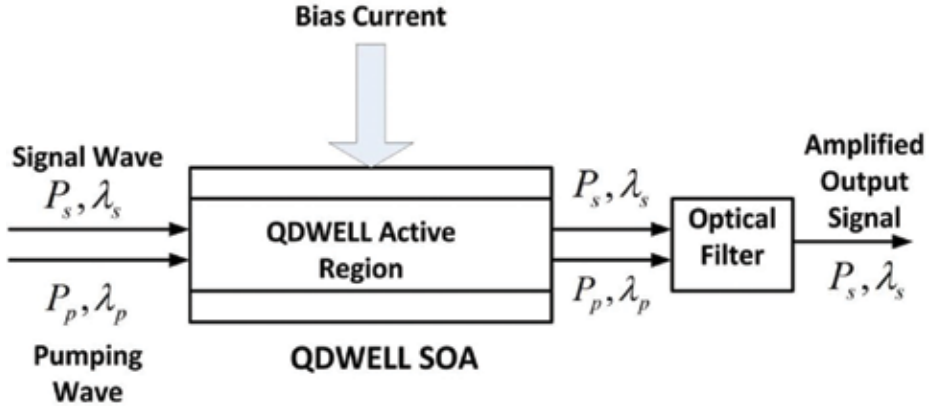 Bias Current
Signal Wave
Pₛ, λₛ
Pₚ, λₚ
Pumping
Wave
QDWELL Active
Region
QDWELL SOA
Pₛ, λₛ
Pₚ, λₚ
Optical
Filter
Amplified
Output
Signal
Pₛ, λₛ